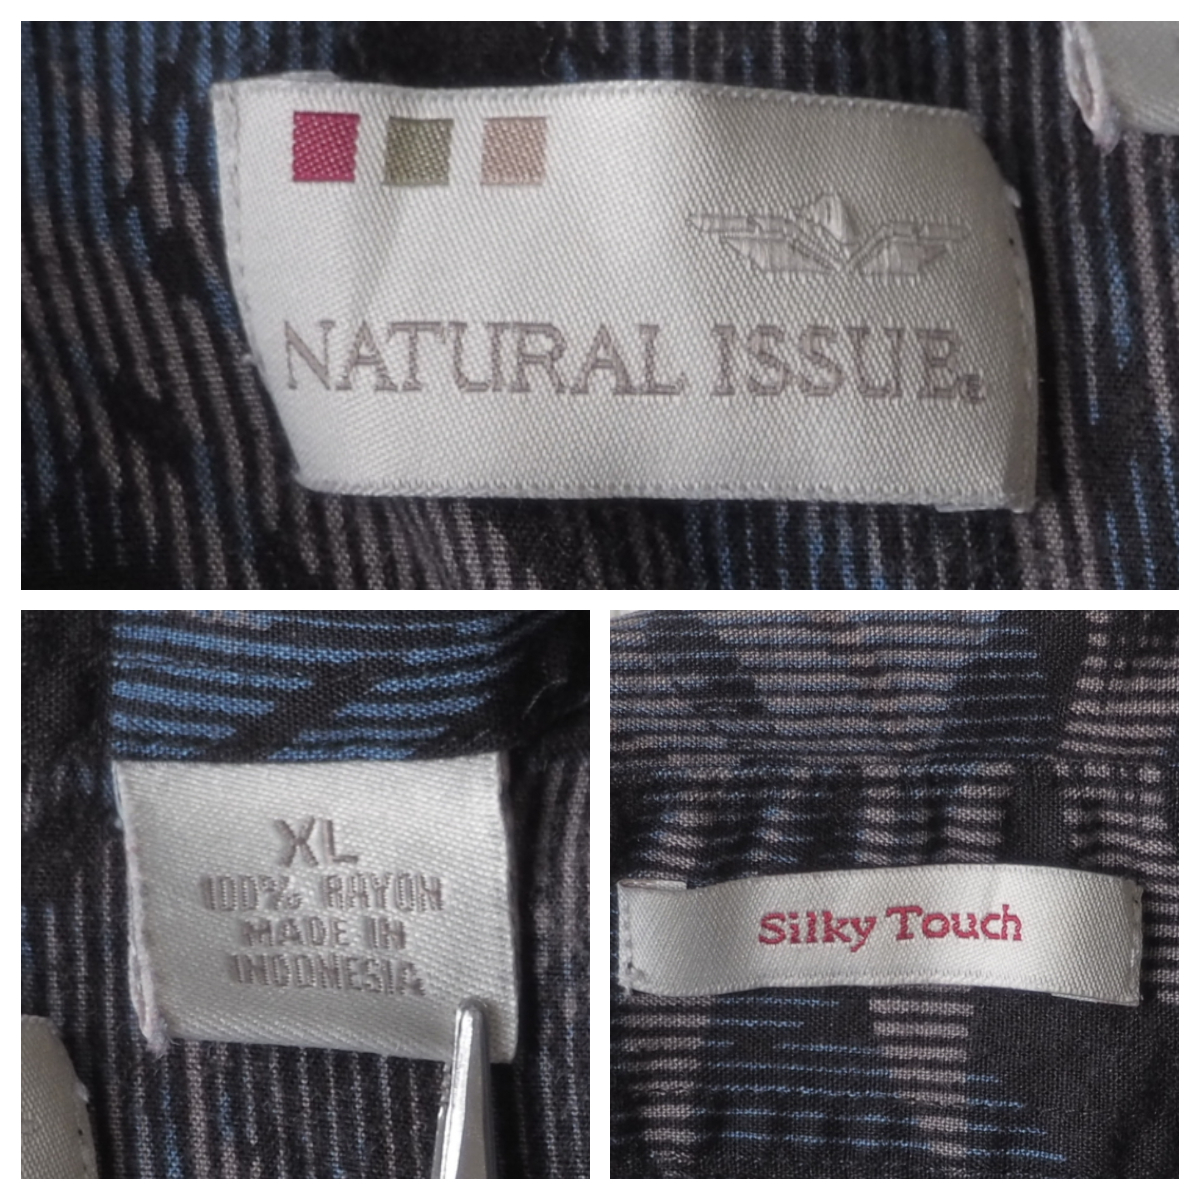 NATURAL ISSUE®
XL
100% RAYON
MADE IN
INDONESIA
Silky Touch